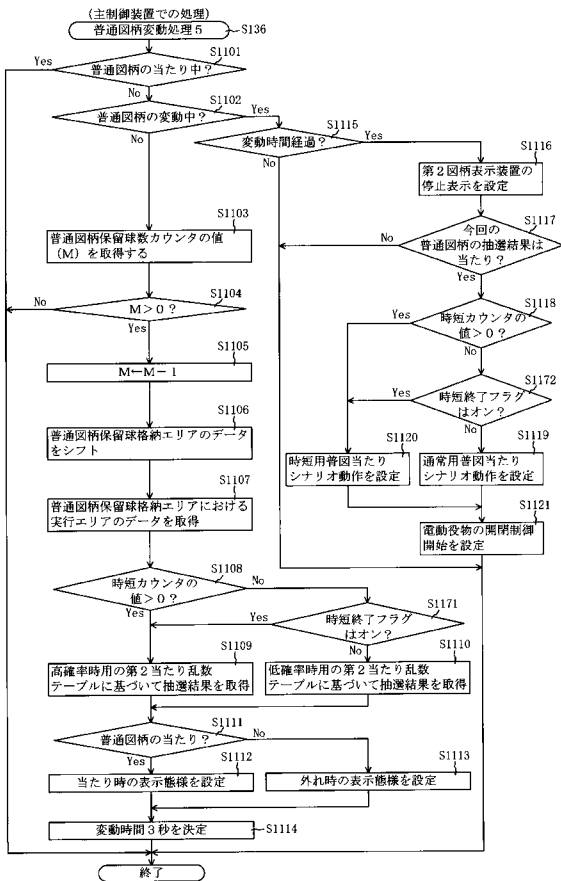 (主制御装置での処理)
普通図柄変動処理5
S136
S1101
Yes
普通図柄の当たり中?
No
S1102
普通図柄の変動中?
Yes
No
S1115
変動時間経過?
Yes
No
S1116
第2図柄表示装置の
停止表示を設定
S1117
今回の
普通図柄の抽選結果は
当たり?
No
Yes
S1103
普通図柄保留球数カウンタの値
(M)を取得する
S1104
No
M>0?
Yes
S1118
時短カウンタの
値>0?
Yes
No
S1105
M←M-1
S1172
時短終了フラグ
はオン?
Yes
No
S1106
普通図柄保留球格納エリアのデータ
をシフト
S1120
時短用普図当たり
シナリオ動作を設定
S1119
通常用普図当たり
シナリオ動作を設定
S1107
普通図柄保留球格納エリアにおける
実行エリアのデータを取得
S1121
電動役物の開閉制御
開始を設定
S1108
時短カウンタの
値>0?
No
Yes
S1171
時短終了フラグ
はオン?
Yes
No
S1109
高確率時用の第2当たり乱数
テーブルに基づいて抽選結果を取得
S1110
低確率時用の第2当たり乱数
テーブルに基づいて抽選結果を取得
S1111
普通図柄の当たり?
No
Yes
S1112
当たり時の表示態様を設定
S1113
外れ時の表示態様を設定
変動時間3秒を決定
S1114
終了